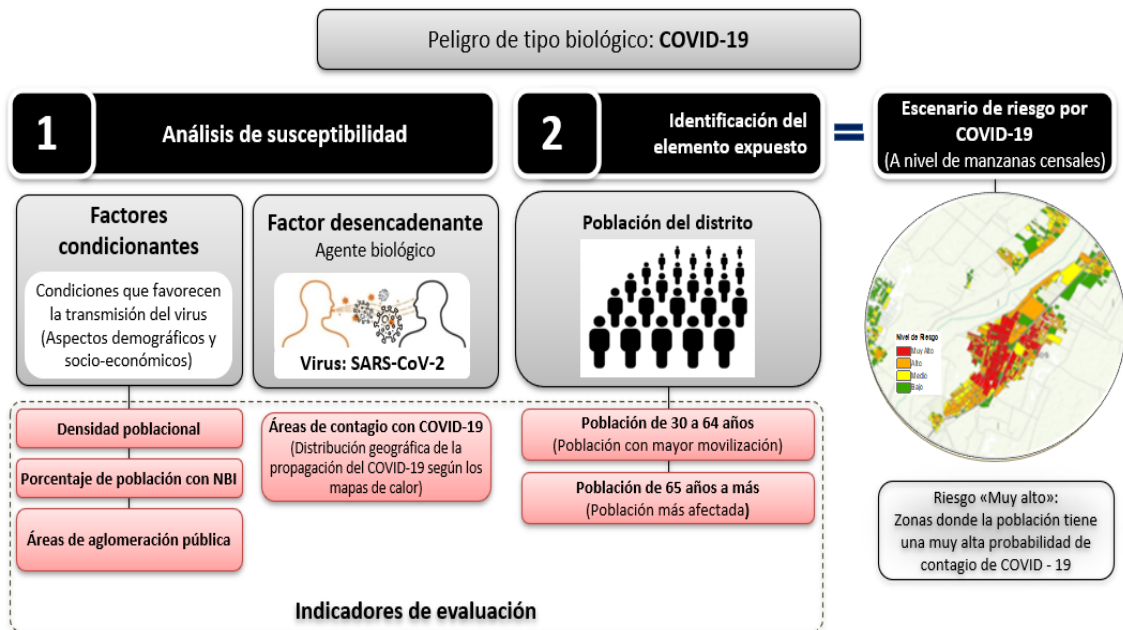 Peligro de tipo biológico: COVID-19
1
Análisis de susceptibilidad
2
Identificación del
elemento expuesto
=
Escenario de riesgo por
COVID-19
(A nivel de manzanas censales)
Factores
condicionantes
Condiciones que favorecen
la transmisión del virus
(Aspectos demográficos y
socio-económicos)
Factor desencadenante
Agente biológico
Virus: SARS-CoV-2
Población del distrito
Nivel de Riesgo
Muy Alto
Alto
Medio
Bajo
Densidad poblacional
Porcentaje de población con NBI
Áreas de aglomeración pública
Áreas de contagio con COVID-19
(Distribución geográfica de la
propagación del COVID-19 según los
mapas de calor)
Población de 30 a 64 años
(Población con mayor movilización)
Población de 65 años a más
(Población más afectada)
Riesgo «Muy alto»:
Zonas donde la población tiene
una muy alta probabilidad de
contagio de COVID - 19
Indicadores de evaluación